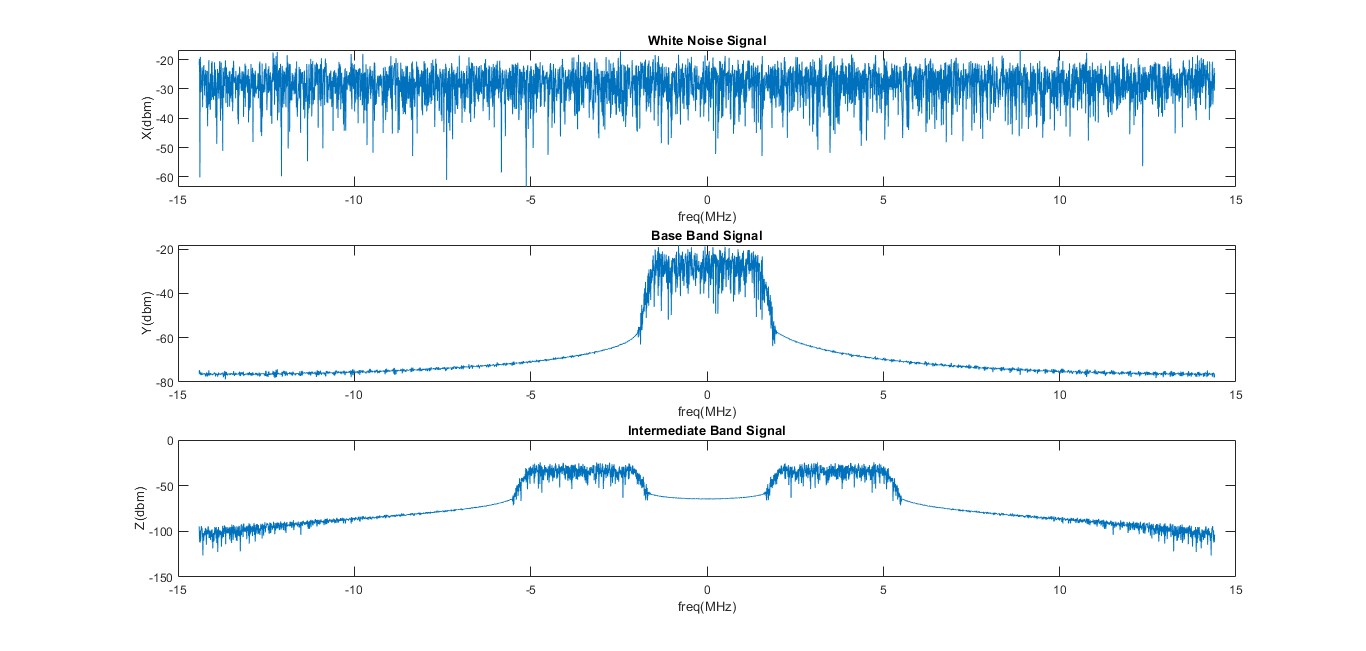 White Noise Signal
-20
-30
-40
-50
-60
X(dbm)
-15 -10 -5 0 5 10 15
freq(MHz)
Base Band Signal
-20
-40
-60
-80
Y(dbm)
-15 -10 -5 0 5 10 15
freq(MHz)
Intermediate Band Signal
0
-50
-100
-150
Z(dbm)
-15 -10 -5 0 5 10 15
freq(MHz)